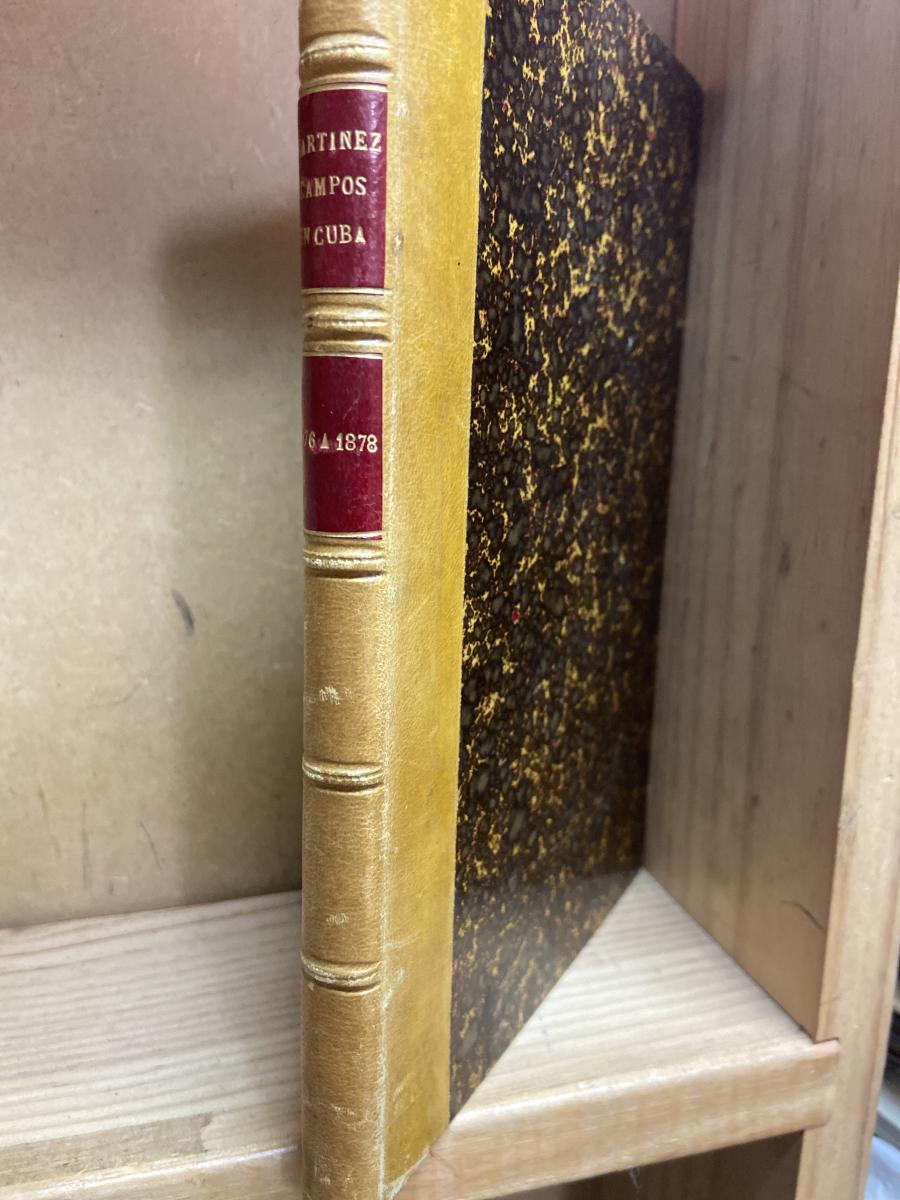 ARTINEZ
CAMPOS
N CUBA
76 A 1878